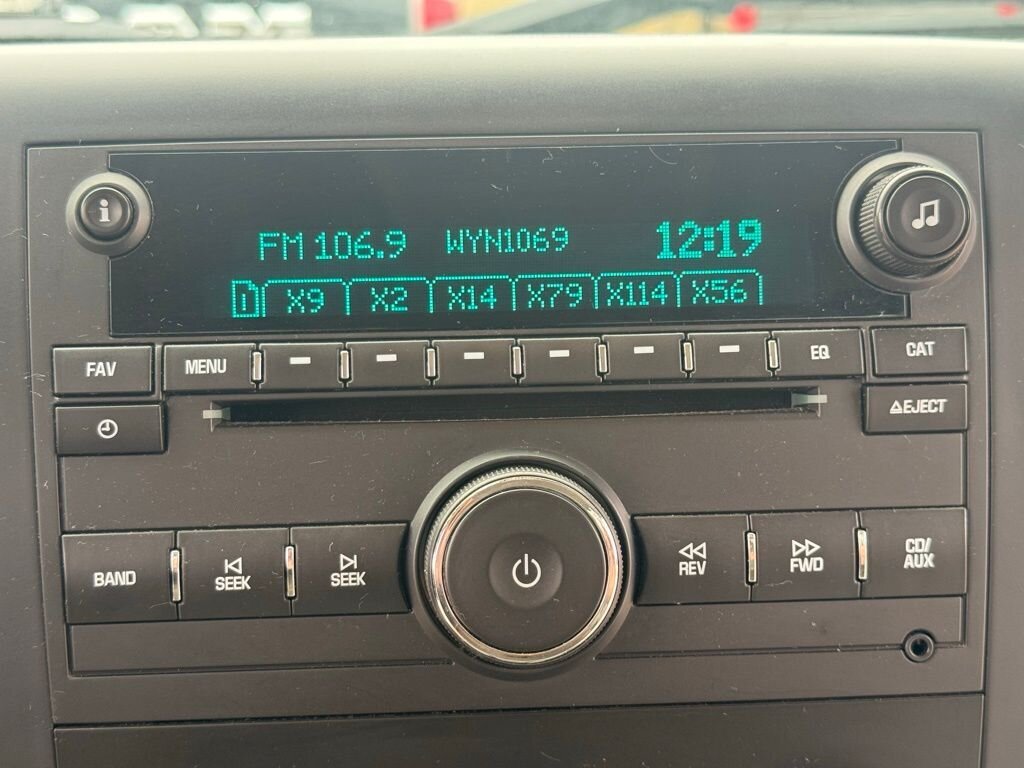 i
FM 106.9 WYN1069 12:19
D X9 X2 X14 X79 X114 X56
FAV MENU EQ CAT
EJECT
BAND SEEK SEEK REV FWD CD/
AUX